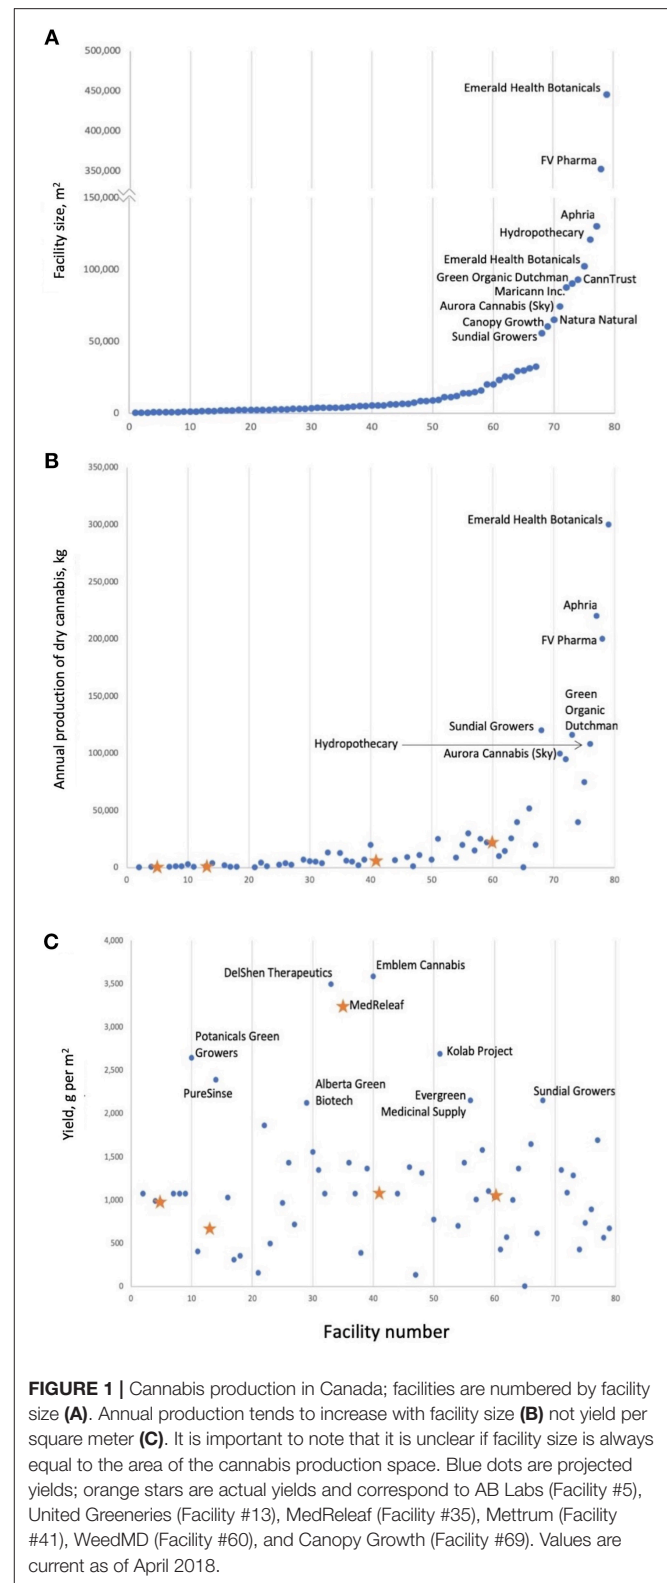 A
500,000
450,000
400,000
350,000
150,000
100,000
50,000
0
Facility size, m²
Emerald Health Botanicals
FV Pharma
Aphria
Hydropothecary
Emerald Health Botanicals
Green Organic Dutchman
CannTrust
Maricann Inc.
Aurora Cannabis (Sky)
Canopy Growth
Natura Natural
Sundial Growers
0 10 20 30 40 50 60 70 80
B
350,000
300,000
250,000
200,000
150,000
100,000
50,000
0
Annual production of dry cannabis, kg
Emerald Health Botanicals
Aphria
FV Pharma
Green
Organic
Dutchman
Sundial Growers
Hydropothecary
Aurora Cannabis (Sky)
0 10 20 30 40 50 60 70 80
C
4,000
3,500
3,000
2,500
2,000
1,500
1,000
500
0
Yield, g per m²
DelShen Therapeutics
Emblem Cannabis
MedReleaf
Potanicals Green
Growers
Kolab Project
PureSinse
Alberta Green
Biotech
Evergreen
Medicinal Supply
Sundial Growers
0 10 20 30 40 50 60 70 80
Facility number
FIGURE 1 | Cannabis production in Canada; facilities are numbered by facility
size (A). Annual production tends to increase with facility size (B) not yield per
square meter (C). It is important to note that it is unclear if facility size is always
equal to the area of the cannabis production space. Blue dots are projected
yields; orange stars are actual yields and correspond to AB Labs (Facility #5),
United Greeneries (Facility #13), MedReleaf (Facility #35), Mettrum (Facility
#41), WeedMD (Facility #60), and Canopy Growth (Facility #69). Values are
current as of April 2018.